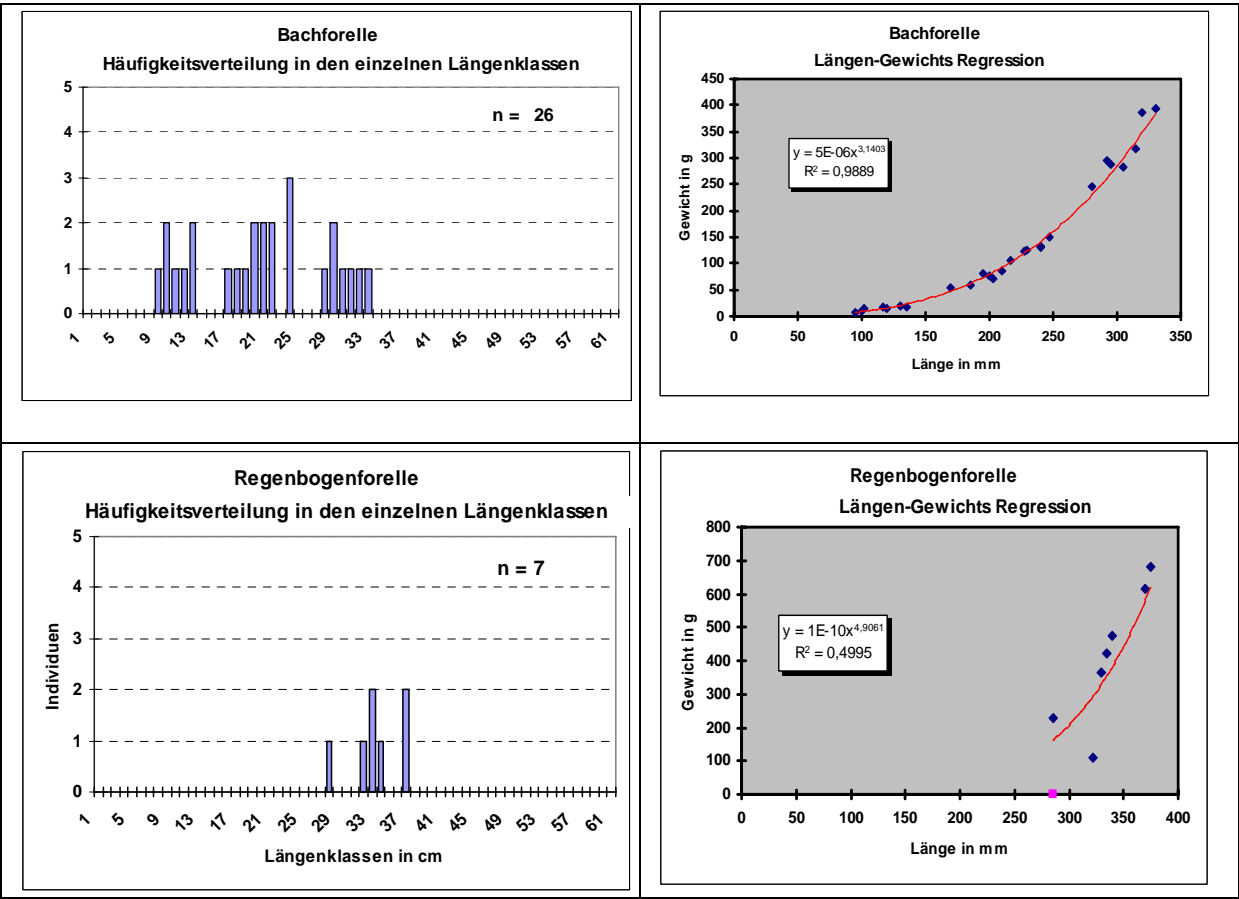 Bachforelle
Häufigkeitsverteilung in den einzelnen Längenklassen
n = 26
5
4
3
2
1
0
1 5 9 13 17 21 25 29 33 37 41 45 49 53 57 61
Bachforelle
Längen-Gewichts Regression
Gewicht in g
450
400
350
300
250
200
150
100
50
0
y = 5E-06x^3,1403
R² = 0,9889
0 50 100 150 200 250 300 350
Länge in mm
Regenbogenforelle
Häufigkeitsverteilung in den einzelnen Längenklassen
n = 7
Individuen
5
4
3
2
1
0
1 5 9 13 17 21 25 29 33 37 41 45 49 53 57 61
Längenklassen in cm
Regenbogenforelle
Längen-Gewichts Regression
Gewicht in g
800
700
600
500
400
300
200
100
0
y = 1E-10x^4,9061
R² = 0,4995
0 50 100 150 200 250 300 350 400
Länge in mm